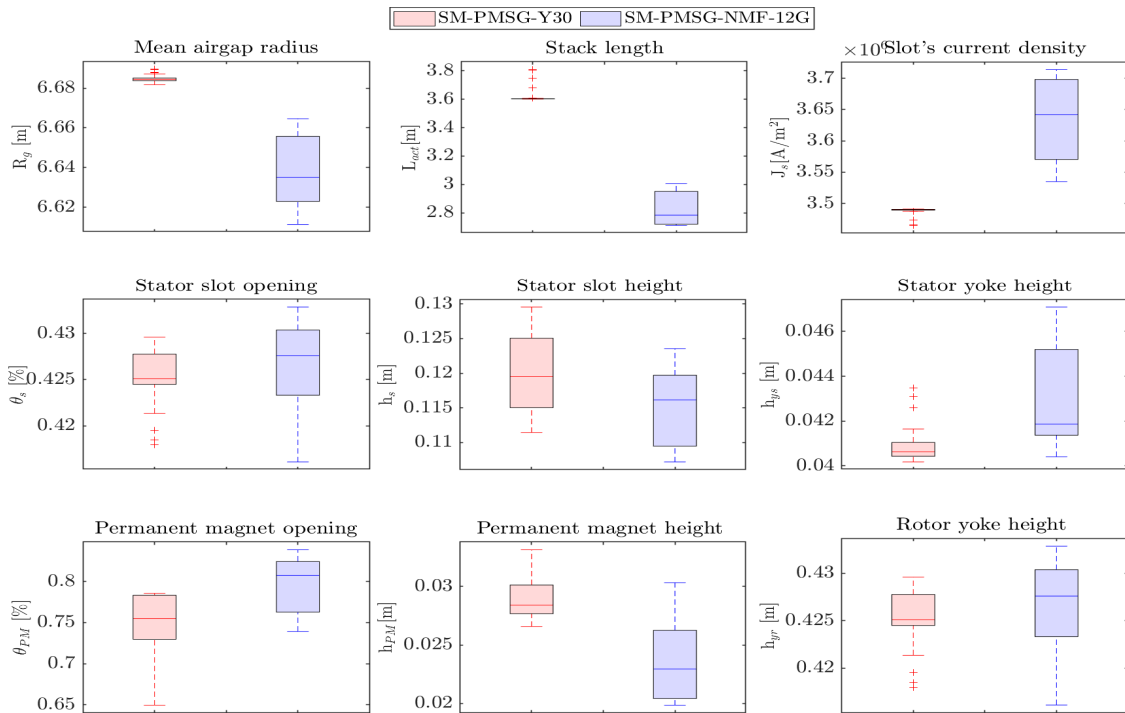 SM-PMSG-Y30 SM-PMSG-NMF-12G
Mean airgap radius
R_g [m]
6.68
6.66
6.64
6.62
Stack length
L_act[m]
3.8
3.6
3.4
3.2
3
2.8
×10⁶
Slot's current density
J_s[A/m²]
3.7
3.65
3.6
3.55
3.5
Stator slot opening
θ_s [%]
0.43
0.425
0.42
Stator slot height
h_s [m]
0.13
0.125
0.12
0.115
0.11
Stator yoke height
h_ys [m]
0.046
0.044
0.042
0.04
Permanent magnet opening
θ_PM [%]
0.8
0.75
0.7
0.65
Permanent magnet height
h_PM[m]
0.03
0.025
0.02
Rotor yoke height
h_yr [m]
0.43
0.425
0.42